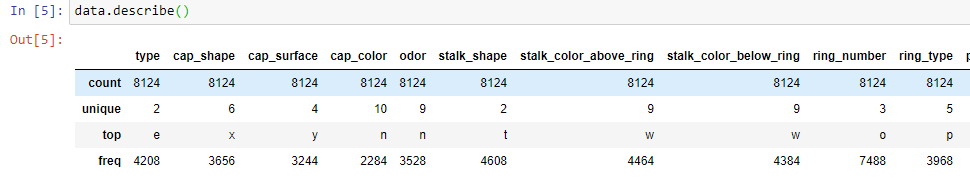 In [5]: data.describe()
Out[5]:
type cap_shape cap_surface cap_color odor stalk_shape stalk_color_above_ring stalk_color_below_ring ring_number ring_type
count 8124 8124 8124 8124 8124 8124 8124 8124 8124 8124
unique 2 6 4 10 9 2 9 9 3 5
top e x y n n t w w o p
freq 4208 3656 3244 2284 3528 4608 4464 4384 7488 3968